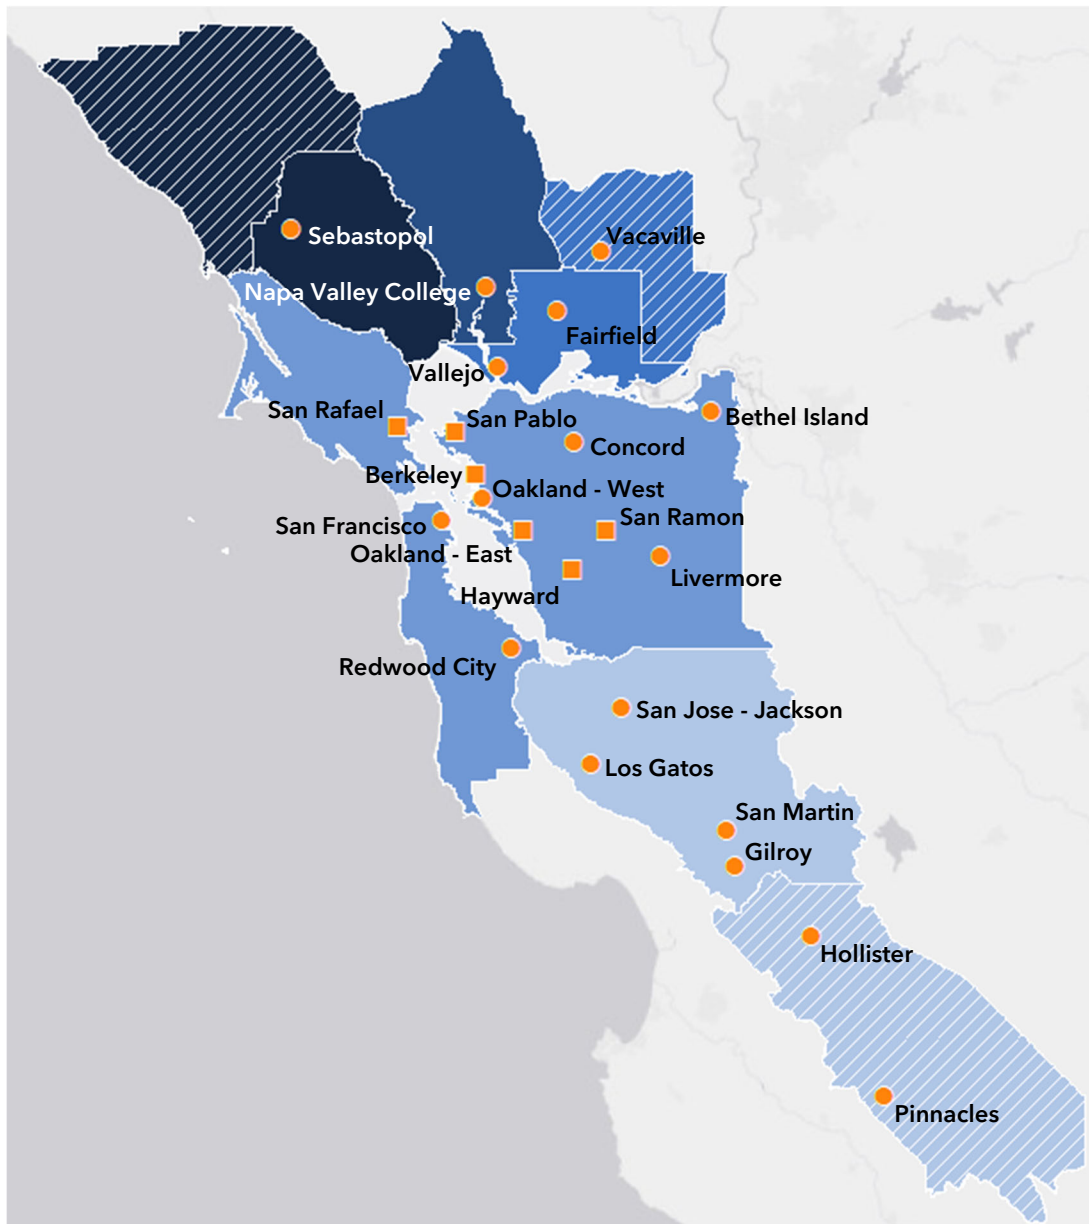 Sebastopol
Vacaville
Napa Valley College
Fairfield
Vallejo
San Rafael
San Pablo
Bethel Island
Concord
Berkeley
Oakland - West
San Ramon
San Francisco
Oakland - East
Livermore
Hayward
Redwood City
San Jose - Jackson
Los Gatos
San Martin
Gilroy
Hollister
Pinnacles